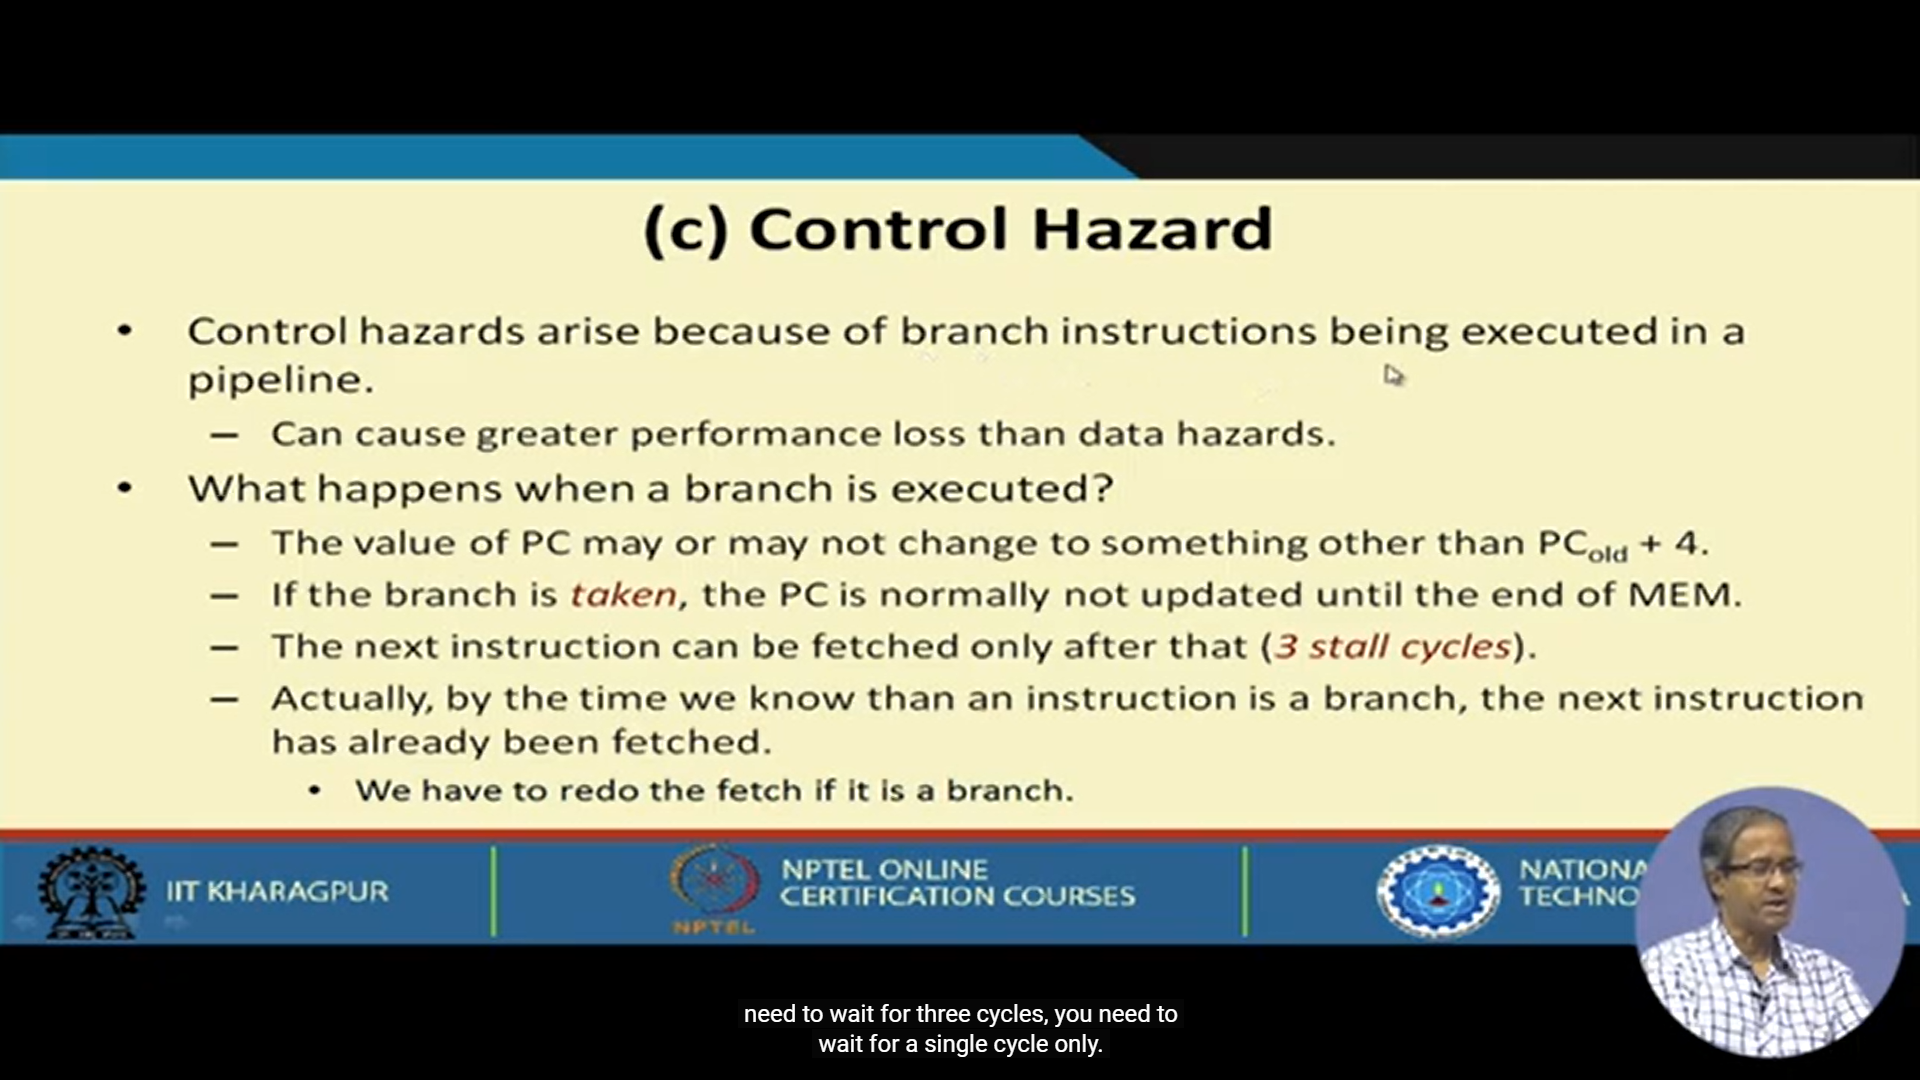 (c) Control Hazard
• Control hazards arise because of branch instructions being executed in a
pipeline.
– Can cause greater performance loss than data hazards.
• What happens when a branch is executed?
– The value of PC may or may not change to something other than PCold + 4.
– If the branch is taken, the PC is normally not updated until the end of MEM.
– The next instruction can be fetched only after that (3 stall cycles).
– Actually, by the time we know than an instruction is a branch, the next instruction
has already been fetched.
• We have to redo the fetch if it is a branch.
IIT KHARAGPUR
NPTEL
NPTEL ONLINE
CERTIFICATION COURSES
NATIONA
TECHNO
need to wait for three cycles, you need to
wait for a single cycle only.